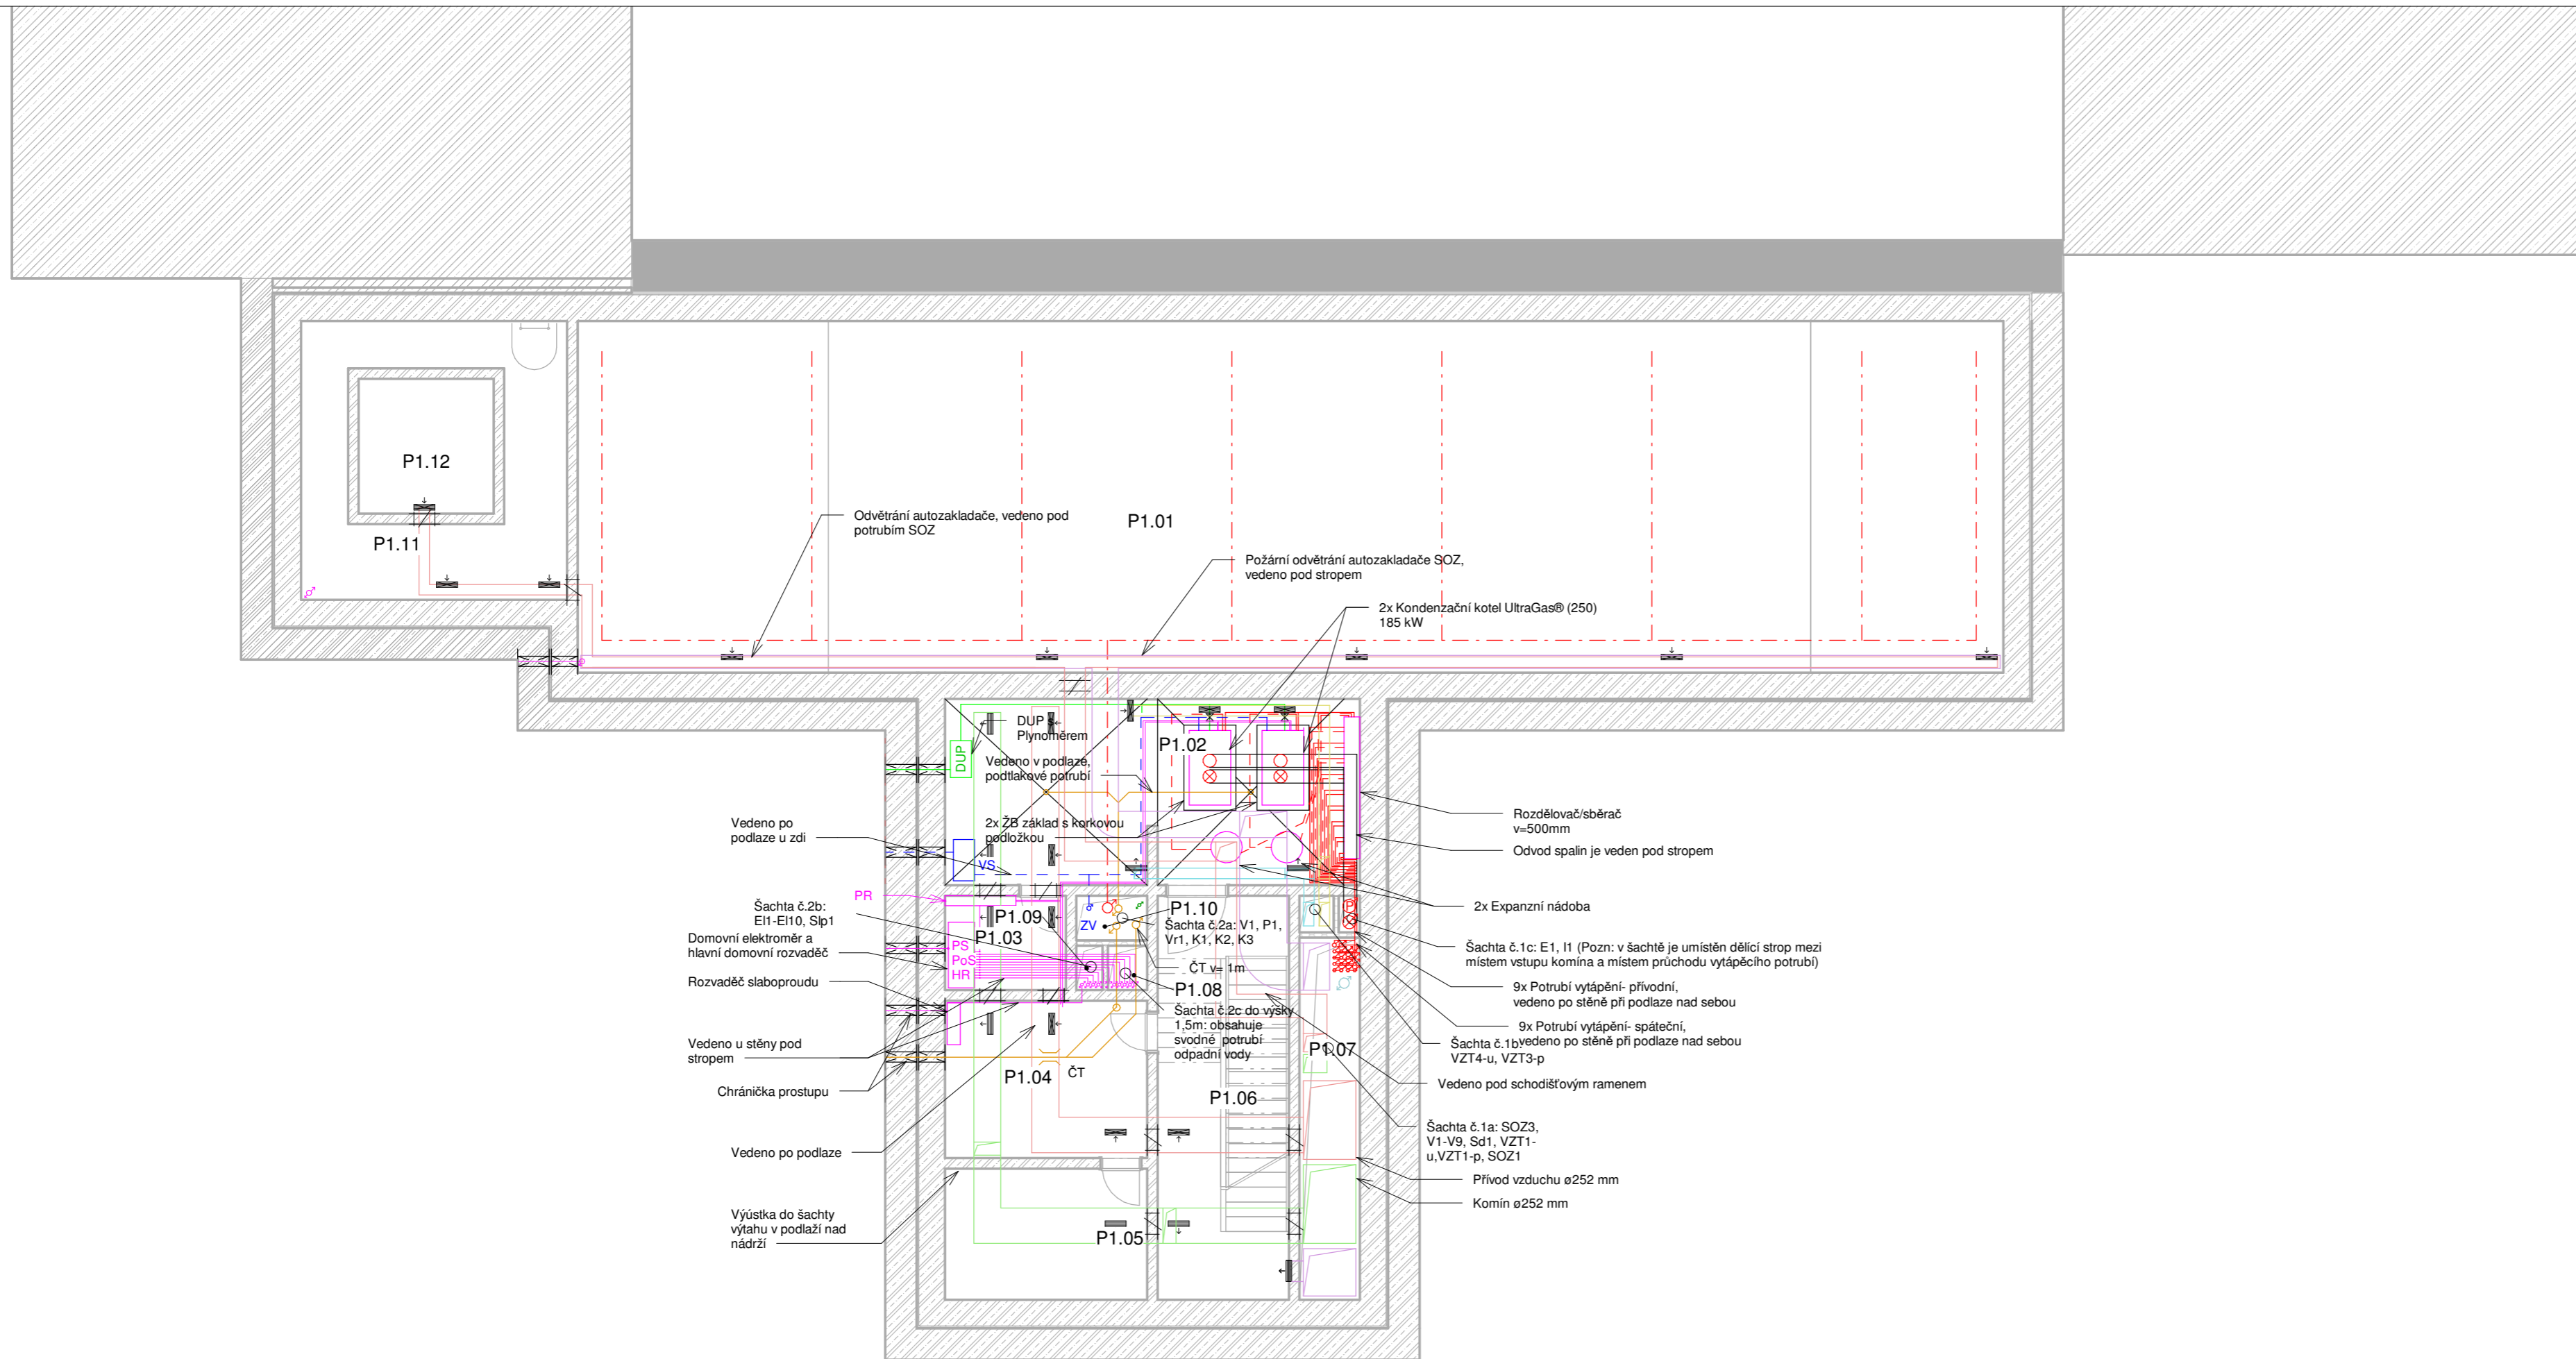 P1.12
P1.11
Odvětrání autozakladače, vedeno pod
potrubím SOZ
P1.01
Požární odvětrání autozakladače SOZ,
vedeno pod stropem
2x Kondenzační kotel UltraGas® (250)
185 kW
DUP s
Plynoměrem
DUP
P1.02
Vedeno v podlaze,
podtlakové potrubí
2x ŽB základ s korkovou
podložkou
Vedeno po
podlaze u zdi
VS
PR
Šachta č.2b:
El1-El10, Slp1
Domovní elektroměr a
hlavní domovní rozvaděč
Rozvaděč slaboproudu
Vedeno u stěny pod
stropem
Chránička prostupu
Vedeno po podlaze
Výústka do šachty
výtahu v podlaží nad
nádrží
P1.09
P1.03
PS
PoS
HR
ZV
P1.10
Šachta č.2a: V1, P1,
Vr1, K1, K2, K3
ČT v= 1m
P1.08
Šachta č.2c do výšky
1,5m: obsahuje
svodné potrubí
odpadní vody
P1.04
ČT
P1.06
P1.05
P1.07
P
Rozdělovač/sběrač
v=500mm
Odvod spalin je veden pod stropem
2x Expanzní nádoba
Šachta č.1c: E1, I1 (Pozn: v šachtě je umístěn dělící strop mezi
místem vstupu komína a místem průchodu vytápěcího potrubí)
9x Potrubí vytápění- přívodní,
vedeno po stěně při podlaze nad sebou
9x Potrubí vytápění- spáteční,
vedeno po stěně při podlaze nad sebou
Šachta č.1b:
VZT4-u, VZT3-p
Vedeno pod schodišťovým ramenem
Šachta č.1a: SOZ3,
V1-V9, Sd1, VZT1-
u,VZT1-p, SOZ1
Přívod vzduchu ø252 mm
Komín ø252 mm